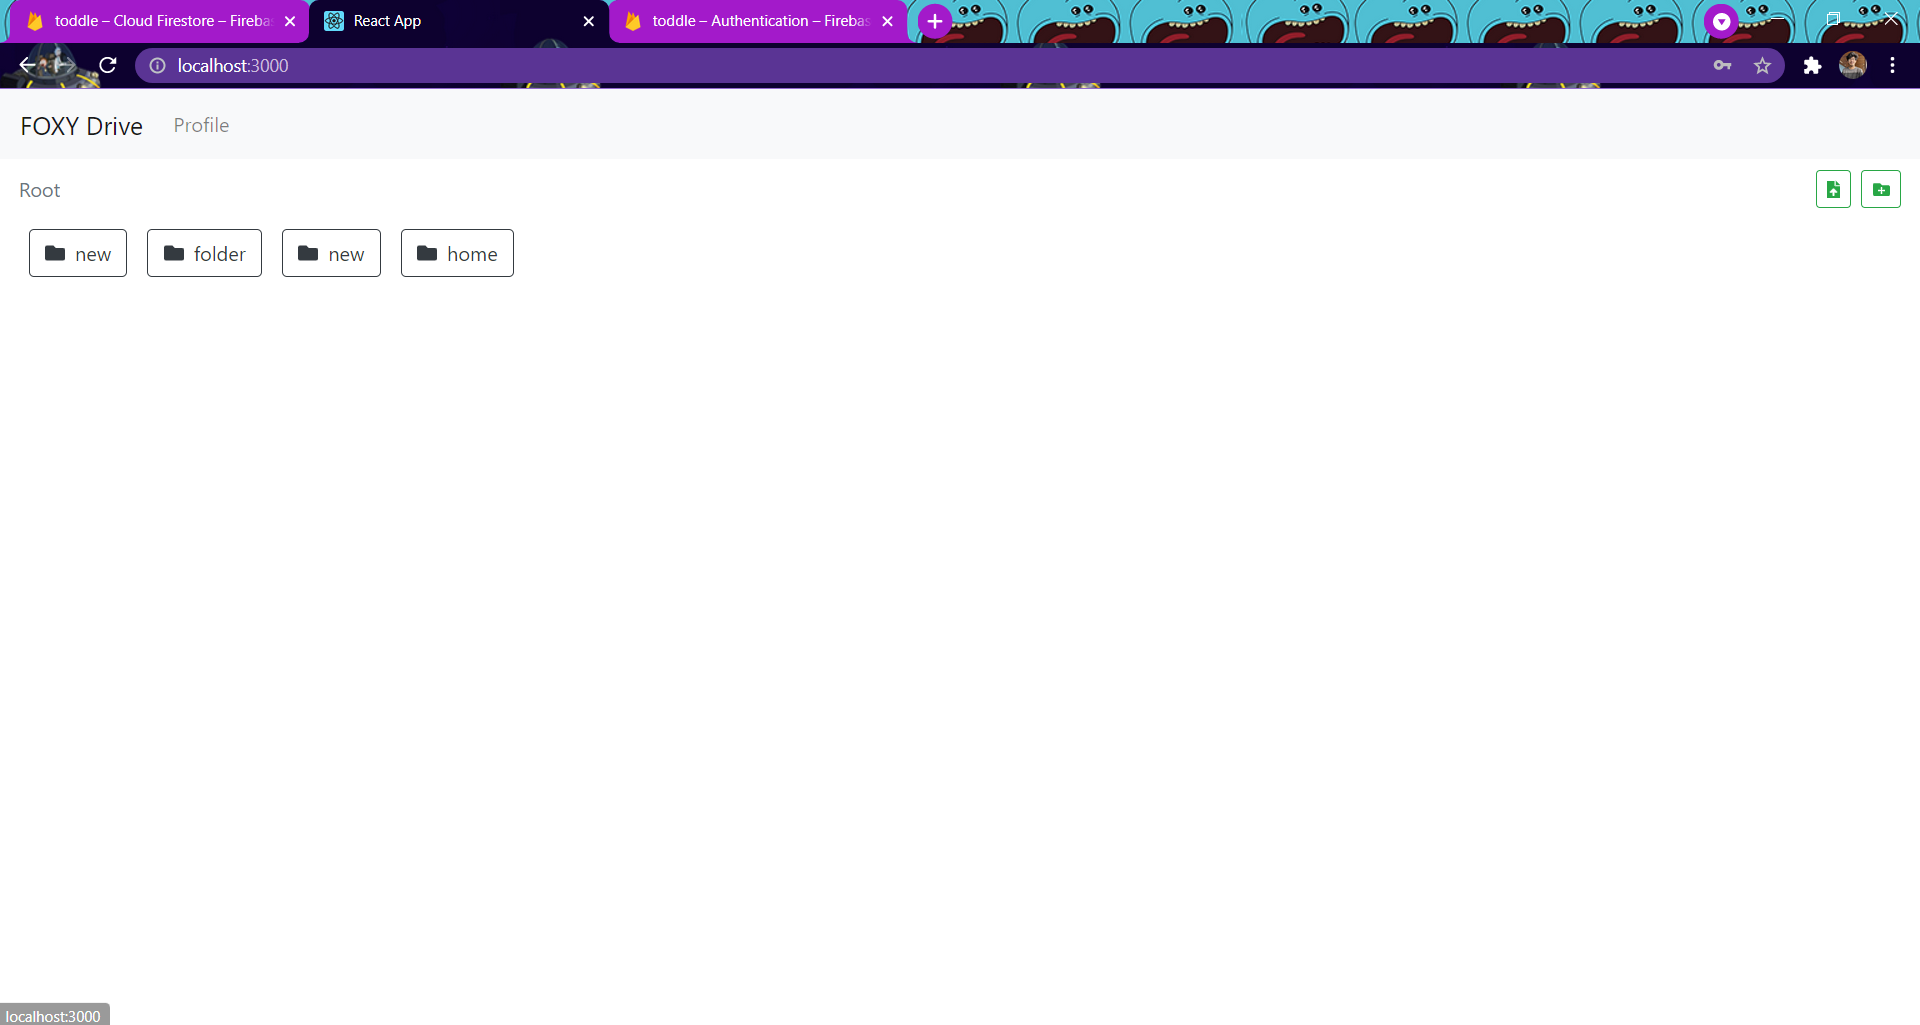 toddle – Cloud Firestore – Fireba
React App
toddle – Authentication – Firebas
localhost:3000
FOXY Drive
Profile
Root
new
folder
new
home
localhost:3000